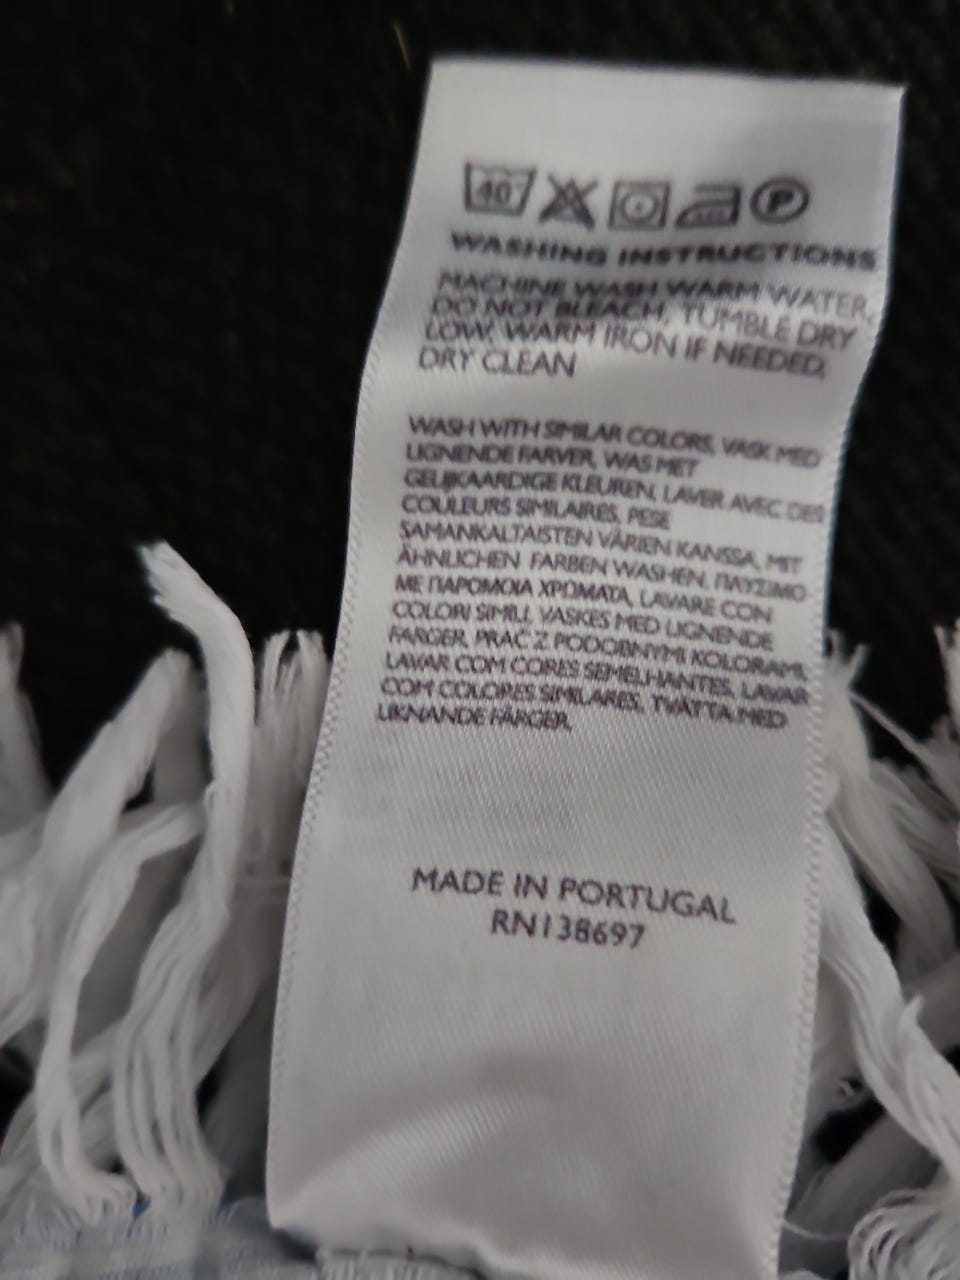 40
P
WASHING INSTRUCTIONS
MACHINE WASH WARM WATER,
DO NOT BLEACH, TUMBLE DRY
LOW, WARM IRON IF NEEDED,
DRY CLEAN
WASH WITH SIMILAR COLORS, VASK MED
LIGNENDE FARVER, WAS MET
GELIJKAARDIGE KLEUREN, LAVER AVEC DES
COULEURS SIMILAIRES, PESE
SAMANKALTAISTEN VÄRIEN KANSSA, MIT
ÄHNLICHEN FARBEN WASHEN, ΠΛΥΣΙΜΟ
ΜΕ ΠΑΡΟΜΟΙΑ ΧΡΩΜΑΤΑ, LAVARE CON
COLORI SIMILI, VASKES MED LIGNENDE
FARGER, PRAĆ Z PODOBNYMI KOLORAMI,
LAVAR COM CORES SEMELHANTES, LAVAR
COM COLORES SIMILARES, TVÄTTA MED
LIKNANDE FÄRGER,
MADE IN PORTUGAL
RN138697